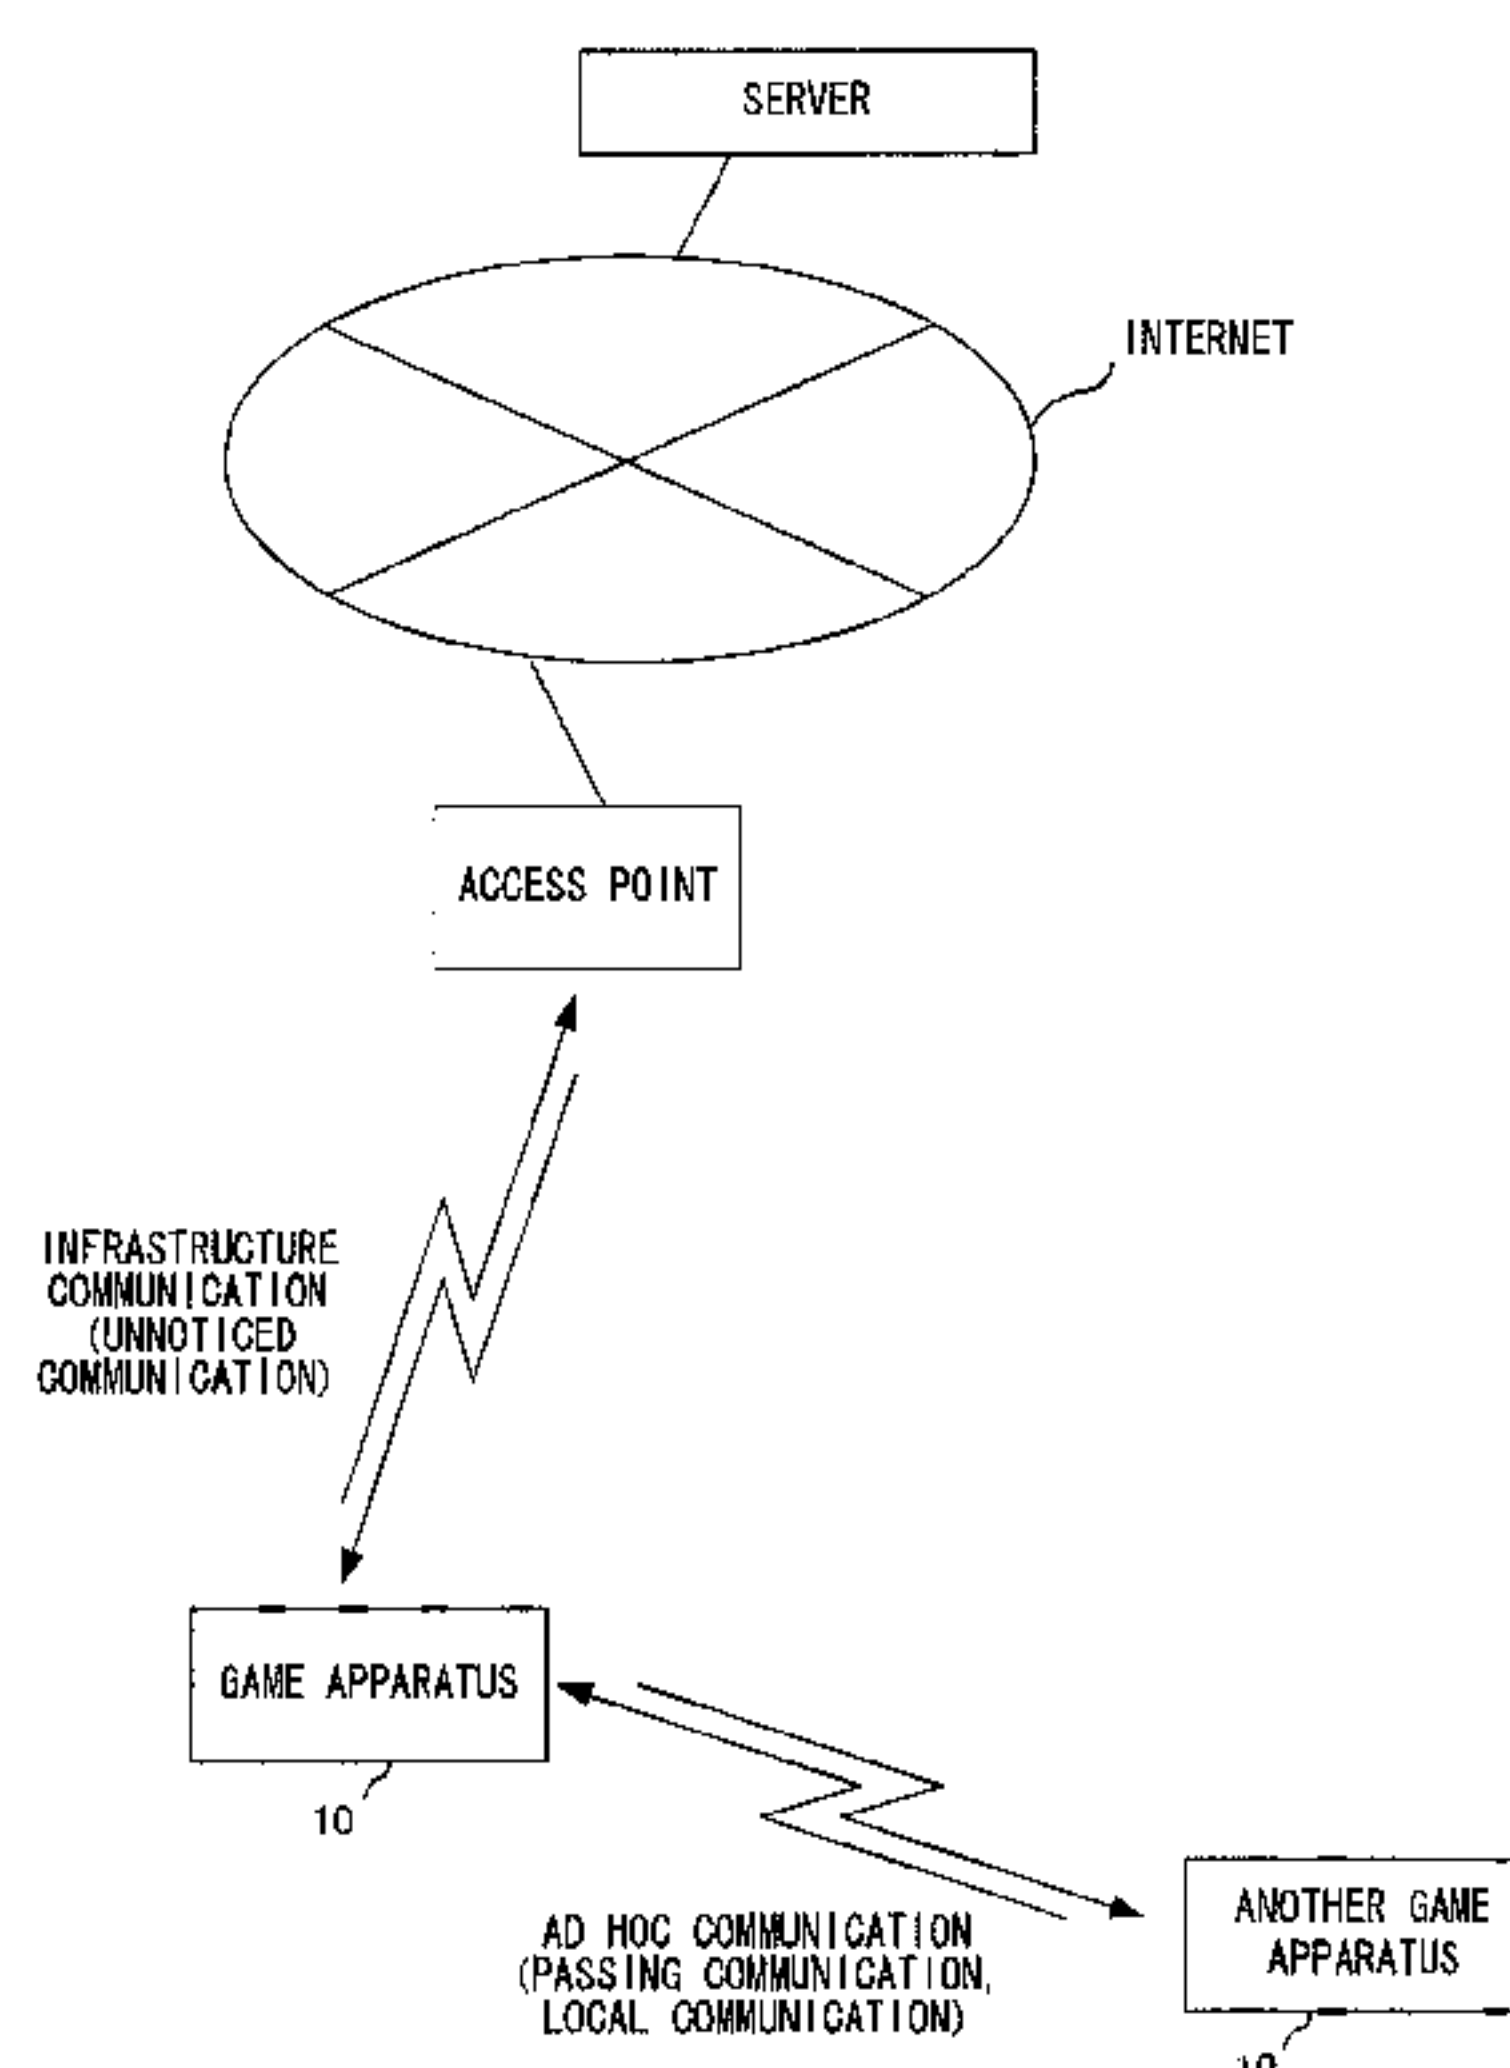 SERVER
INTERNET
ACCESS POINT
INFRASTRUCTURE
COMMUNICATION
(UNNOTICED
COMMUNICATION)
GAME APPARATUS
10
AD HOC COMMUNICATION
(PASSING COMMUNICATION,
LOCAL COMMUNICATION)
ANOTHER GAME
APPARATUS